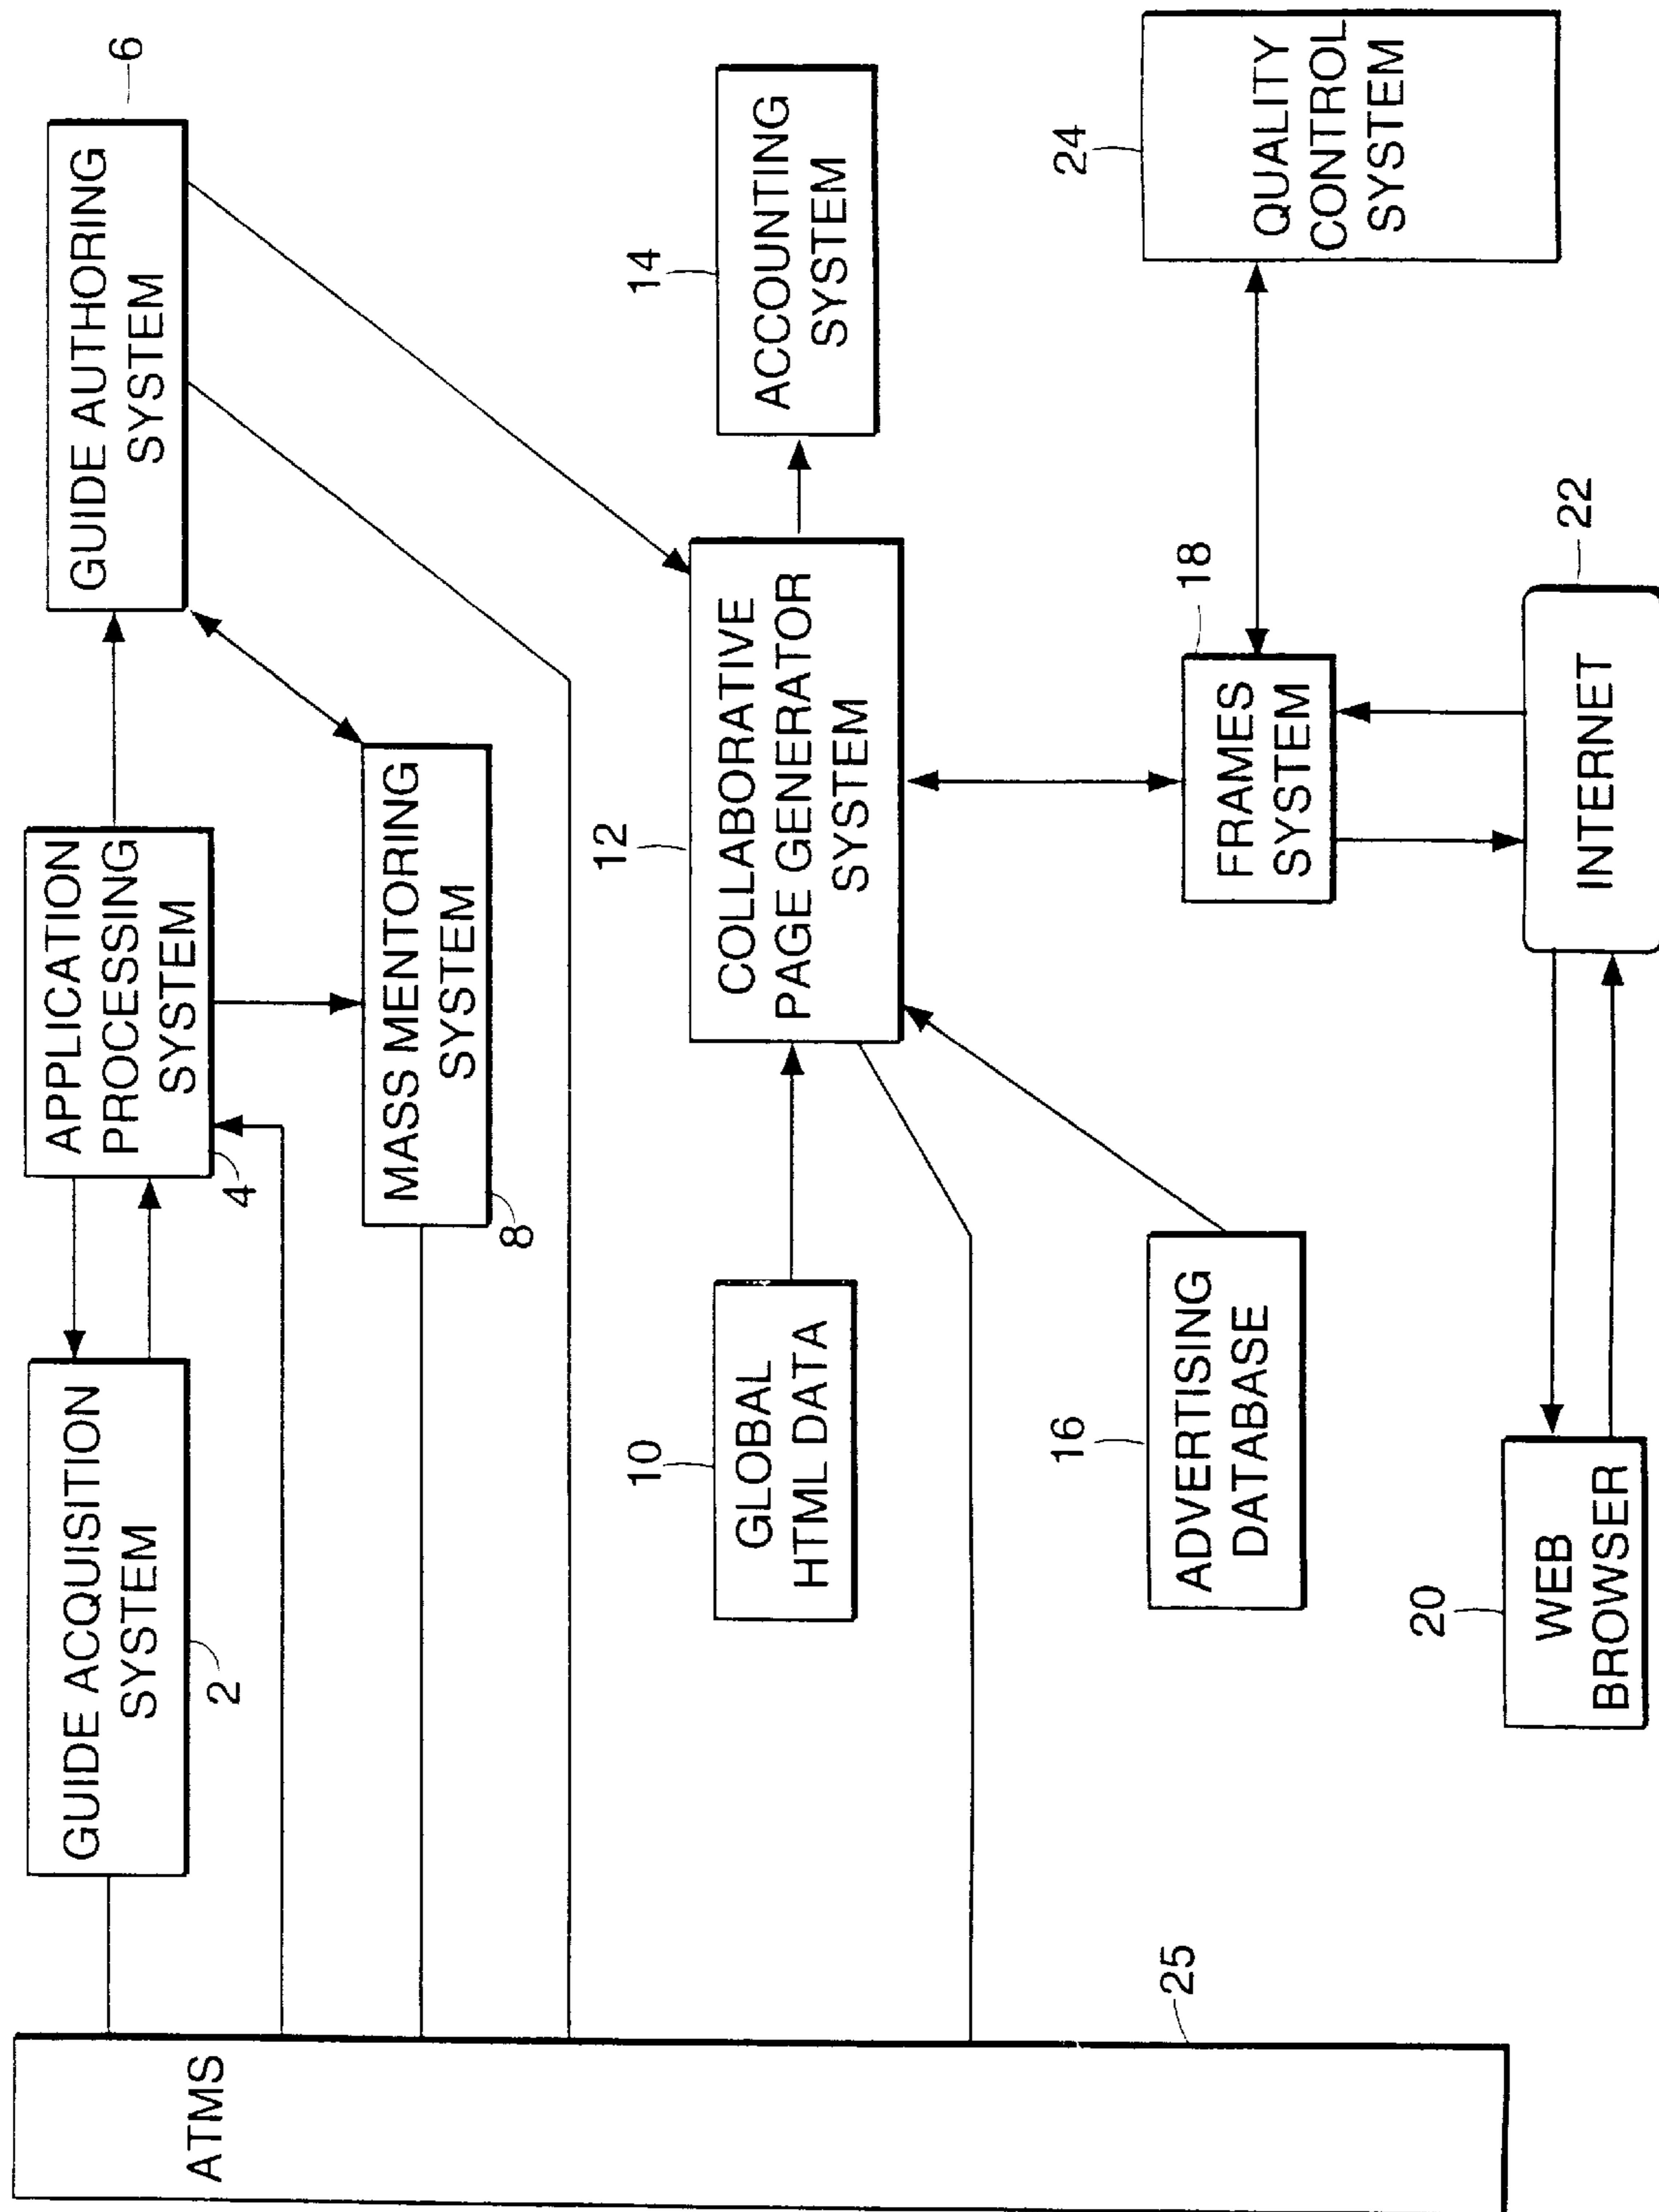 ATMS
25
GUIDE ACQUISITION
SYSTEM
2
APPLICATION
PROCESSING
SYSTEM
4
GUIDE AUTHORING
SYSTEM
6
MASS MENTORING
SYSTEM
8
10
GLOBAL
HTML DATA
12
COLLABORATIVE
PAGE GENERATOR
SYSTEM
14
ACCOUNTING
SYSTEM
16
ADVERTISING
DATABASE
18
FRAMES
SYSTEM
24
QUALITY
CONTROL
SYSTEM
20
WEB
BROWSER
INTERNET
22